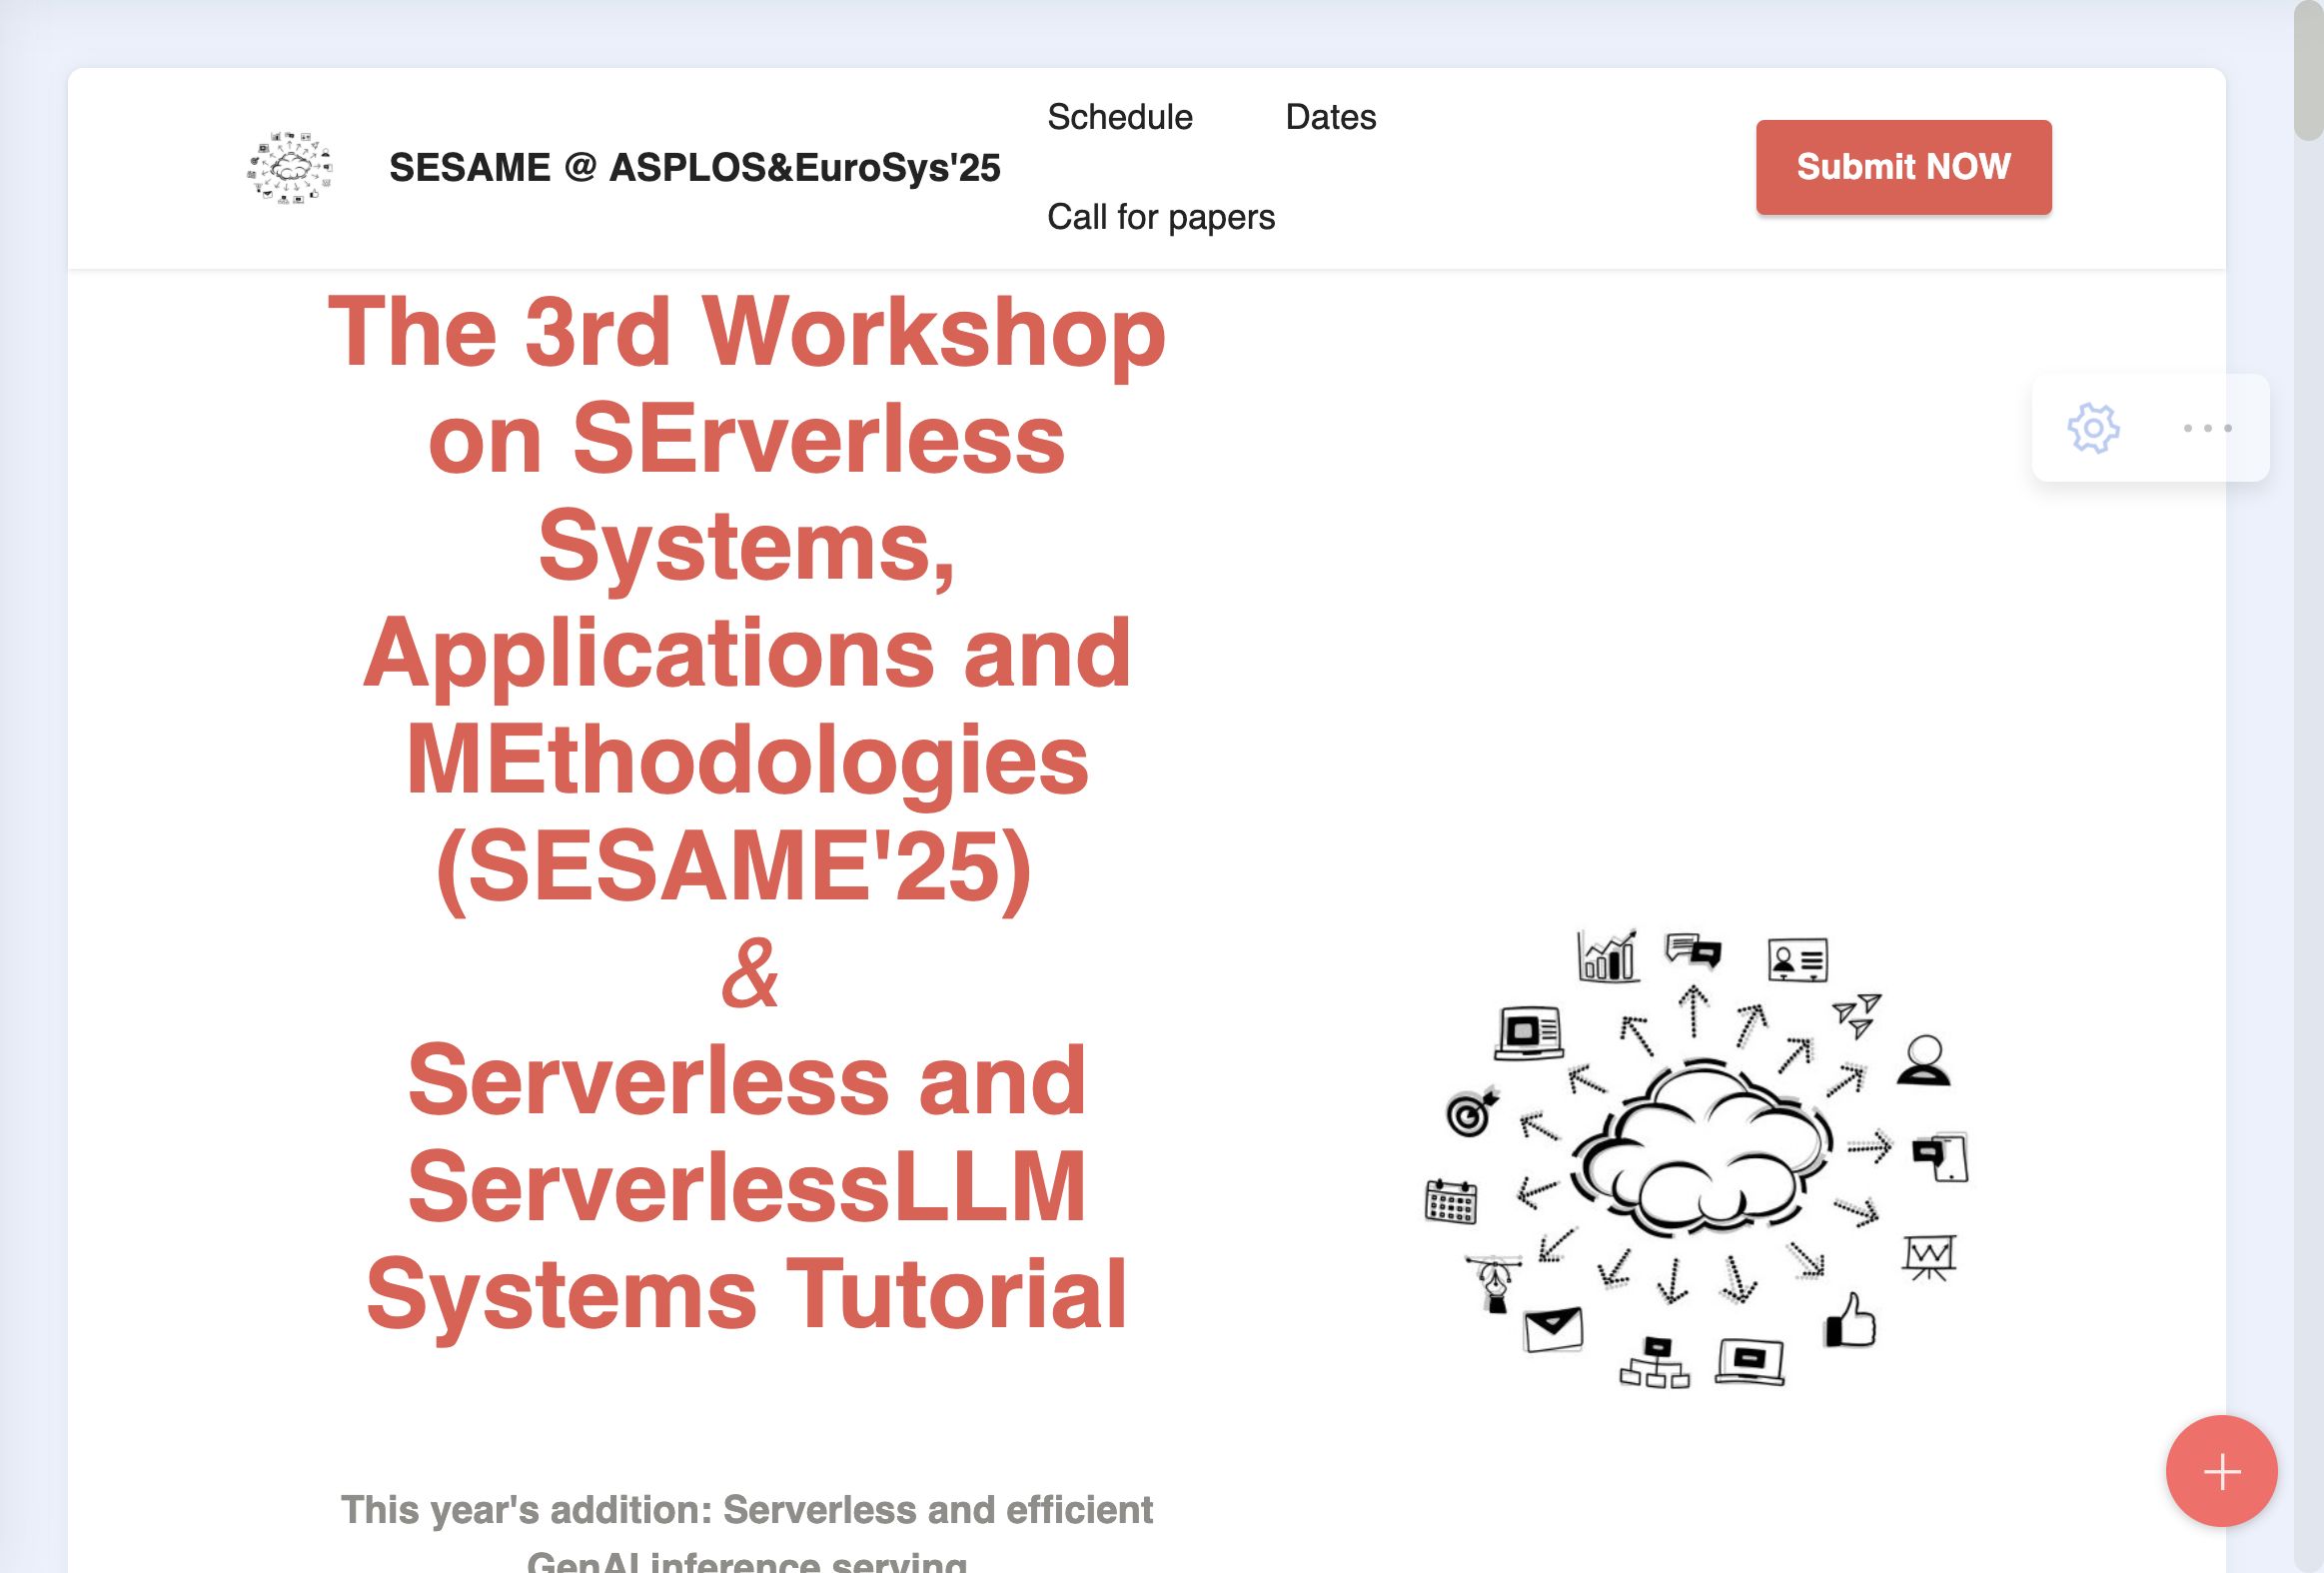 SESAME @ ASPLOS&EuroSys'25
Schedule Dates
Call for papers
Submit NOW
The 3rd Workshop
on SErverless
Systems,
Applications and
MEthodologies
(SESAME'25)
&
Serverless and
ServerlessLLM
Systems Tutorial
This year's addition: Serverless and efficient
GenAI inference serving